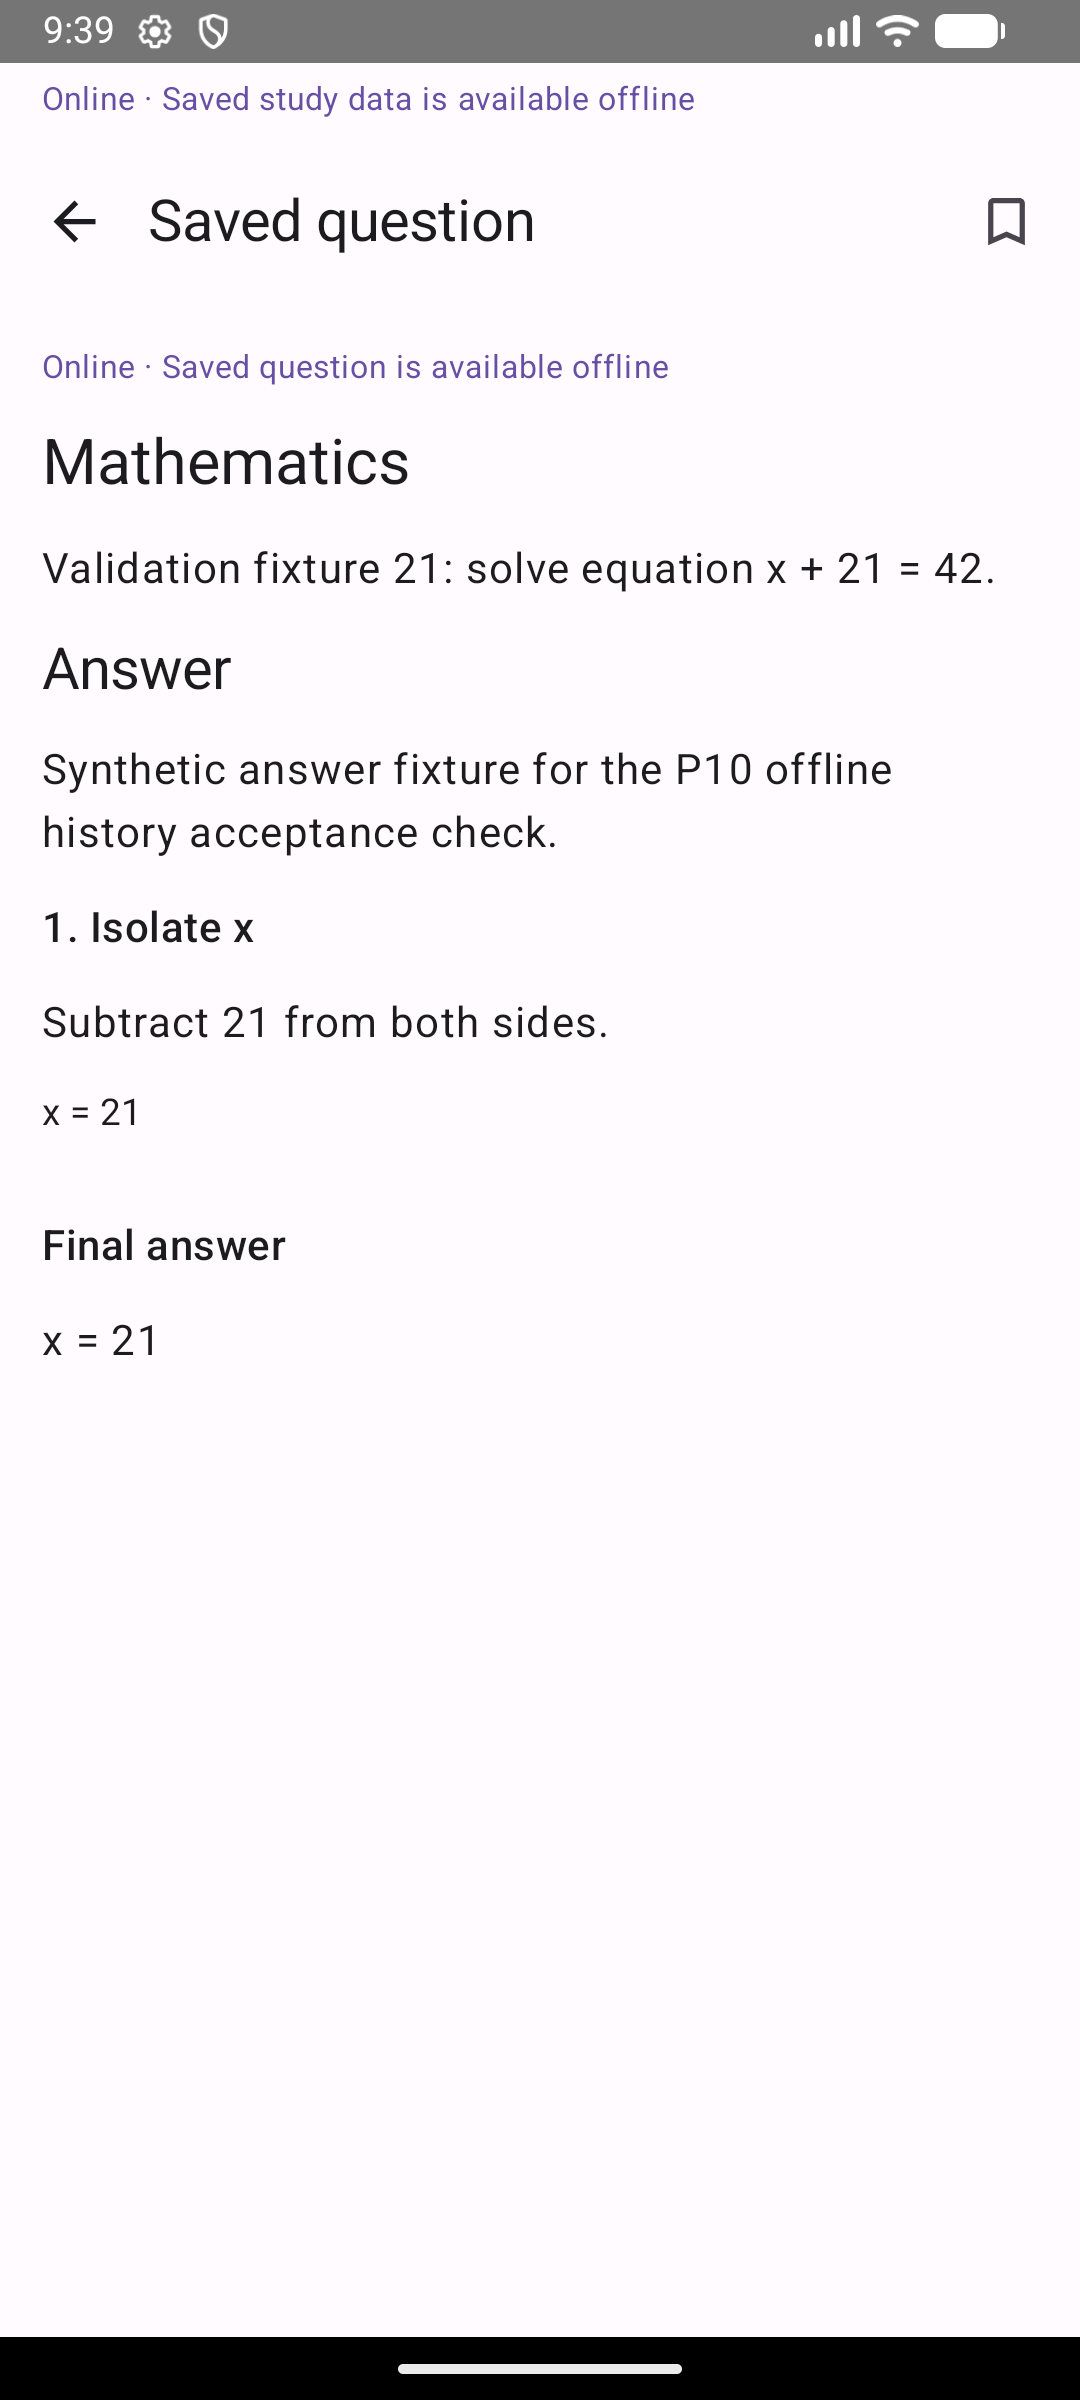 9:39
Online · Saved study data is available offline
Saved question
Online · Saved question is available offline
Mathematics
Validation fixture 21: solve equation x + 21 = 42.
Answer
Synthetic answer fixture for the P10 offline
history acceptance check.
1. Isolate x
Subtract 21 from both sides.
x = 21
Final answer
x = 21